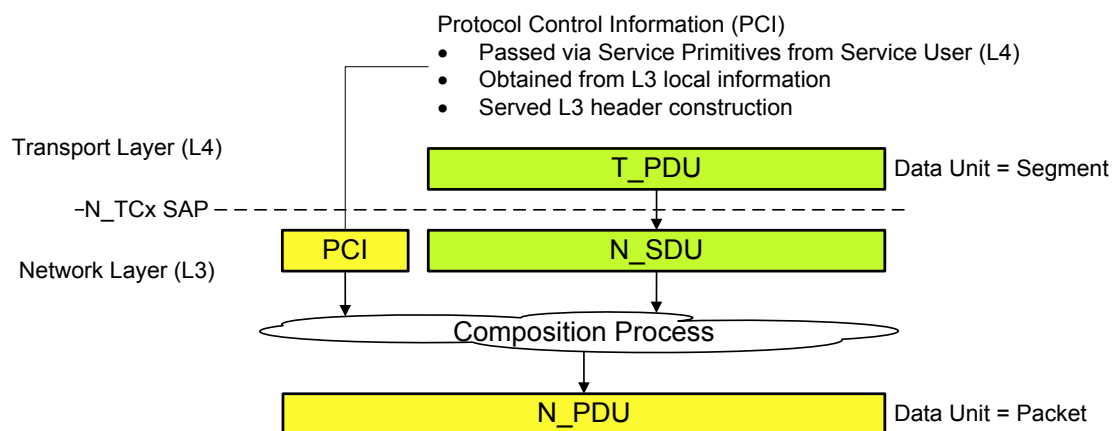 Protocol Control Information (PCI)
• Passed via Service Primitives from Service User (L4)
• Obtained from L3 local information
• Served L3 header construction
Transport Layer (L4)
T_PDU
Data Unit = Segment
N_TCx SAP
PCI
N_SDU
Network Layer (L3)
Composition Process
N_PDU
Data Unit = Packet